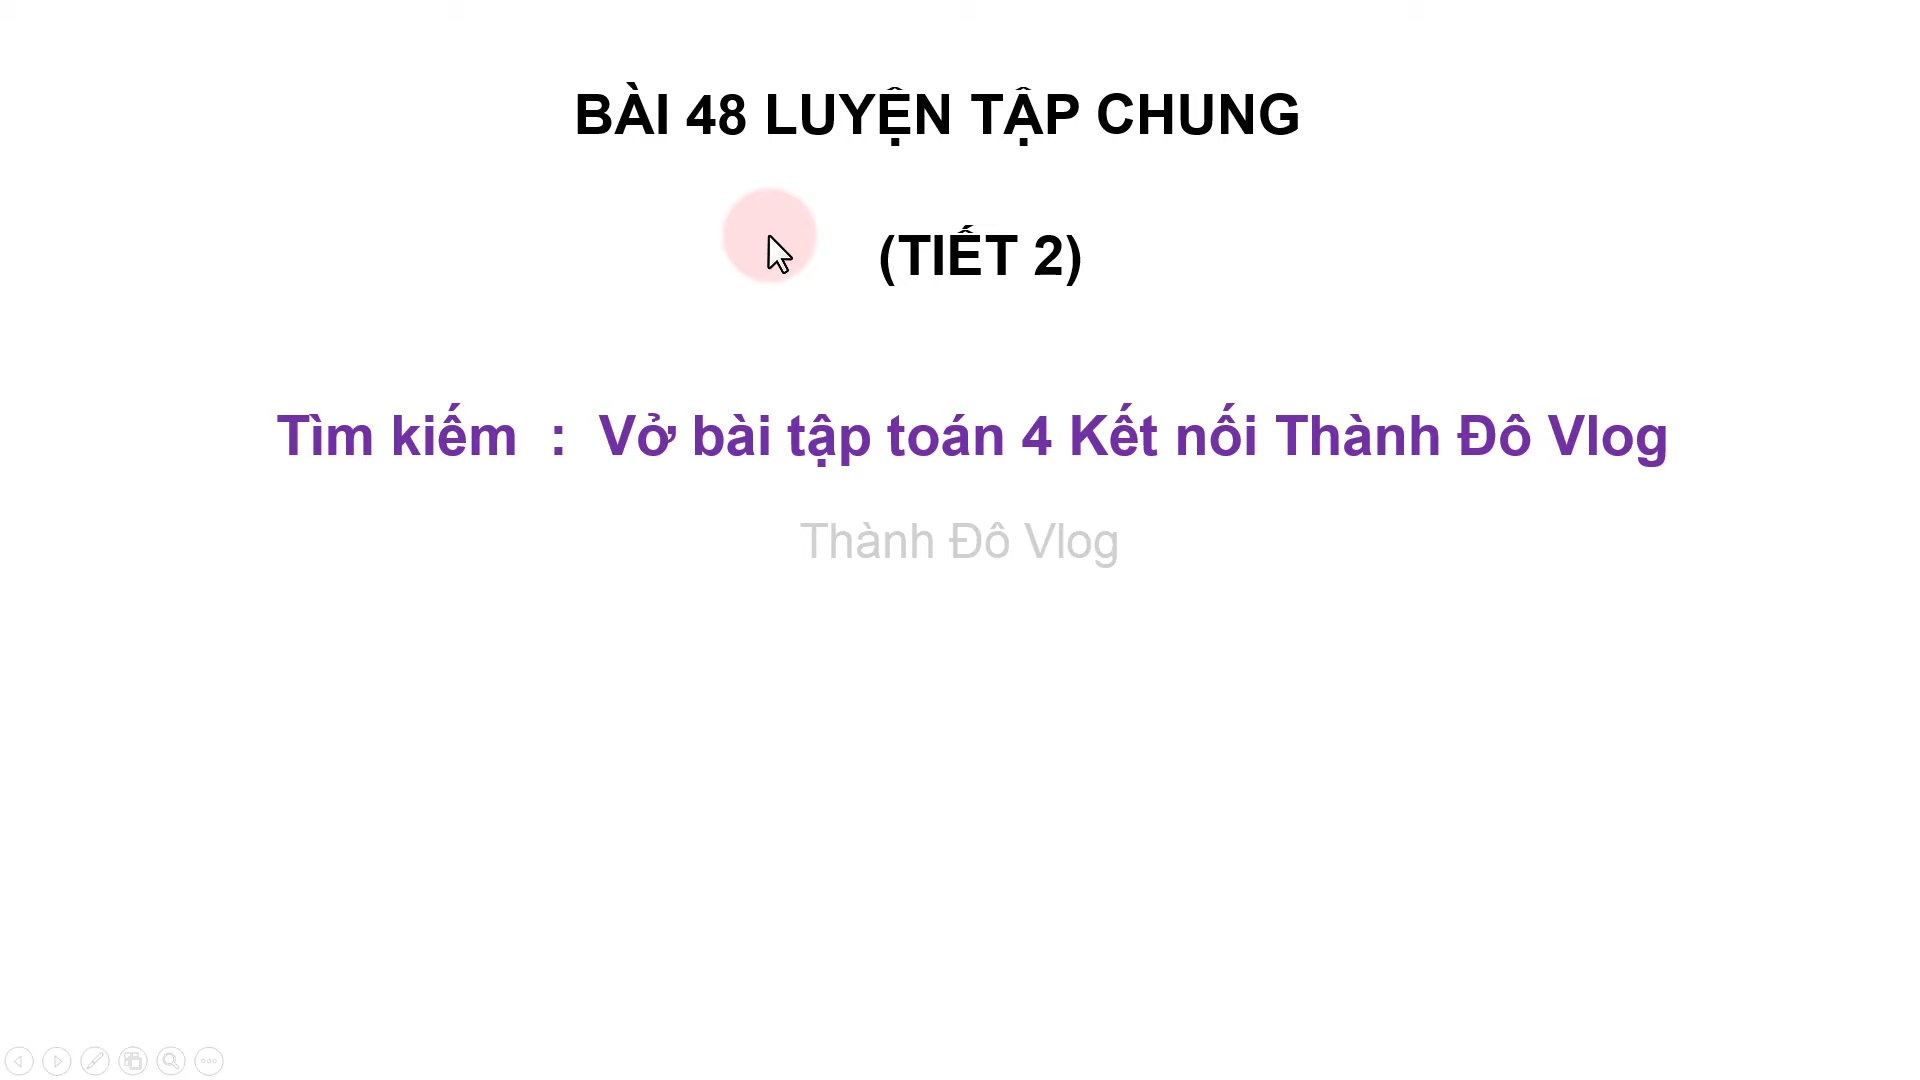 BÀI 48 LUYỆN TẬP CHUNG
(TIẾT 2)
Tìm kiếm : Vở bài tập toán 4 Kết nối Thành Đô Vlog
Thành Đô Vlog